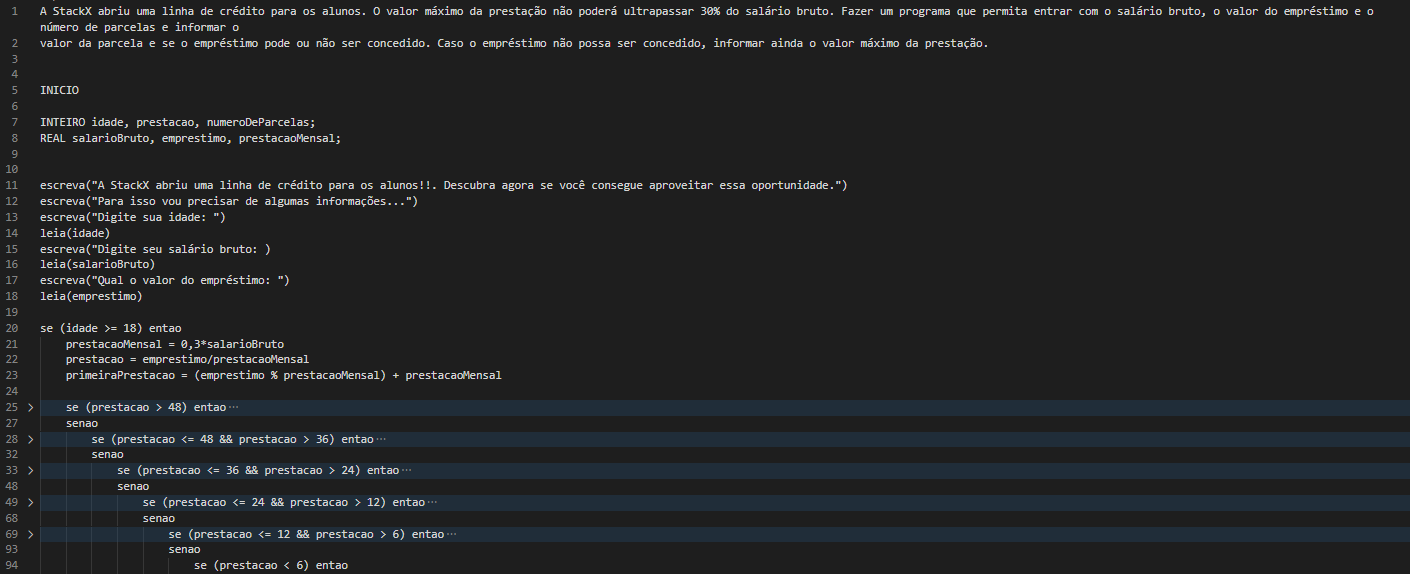 1 A StackX abriu uma linha de crédito para os alunos. O valor máximo da prestação não poderá ultrapassar 30% do salário bruto. Fazer um programa que permita entrar com o salário bruto, o valor do empréstimo e o
número de parcelas e informar o
2 valor da parcela e se o empréstimo pode ou não ser concedido. Caso o empréstimo não possa ser concedido, informar ainda o valor máximo da prestação.
3
4
5 INICIO
6
7 INTEIRO idade, prestacao, numeroDeParcelas;
8 REAL salarioBruto, emprestimo, prestacaoMensal;
9
10
11 escreva("A StackX abriu uma linha de crédito para os alunos!!. Descubra agora se você consegue aproveitar essa oportunidade.")
12 escreva("Para isso vou precisar de algumas informações...")
13 escreva("Digite sua idade: ")
14 leia(idade)
15 escreva("Digite seu salário bruto: )
16 leia(salarioBruto)
17 escreva("Qual o valor do empréstimo: ")
18 leia(emprestimo)
19
20 se (idade >= 18) entao
21 prestacaoMensal = 0,3*salarioBruto
22 prestacao = emprestimo/prestacaoMensal
23 primeiraPrestacao = (emprestimo % prestacaoMensal) + prestacaoMensal
24
25 > se (prestacao > 48) entao ···
27 senao
28 > se (prestacao <= 48 && prestacao > 36) entao ···
32 senao
33 > se (prestacao <= 36 && prestacao > 24) entao ···
48 senao
49 > se (prestacao <= 24 && prestacao > 12) entao ···
68 senao
69 > se (prestacao <= 12 && prestacao > 6) entao ···
93 senao
94 se (prestacao < 6) entao